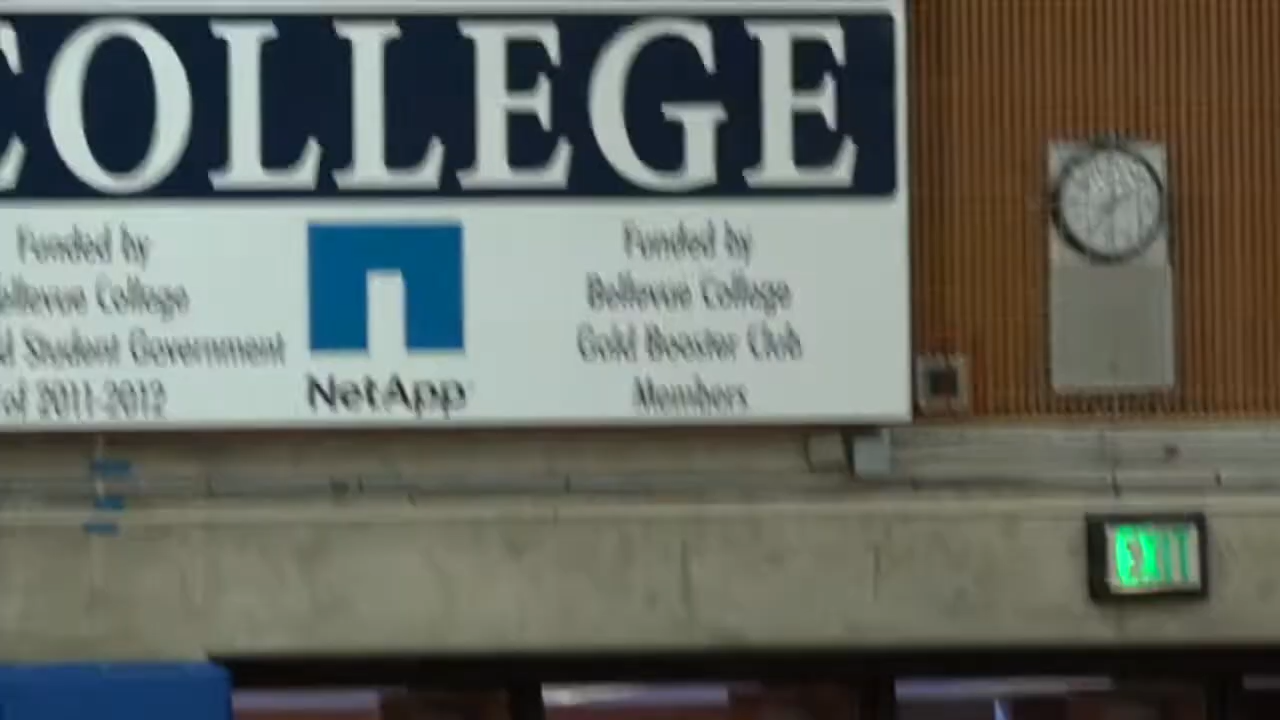 COLLEGE
Funded by
Bellevue College
Student Government
of 2011-2012
NetApp
Funded by
Bellevue College
Gold Booster Club
Members
EXIT